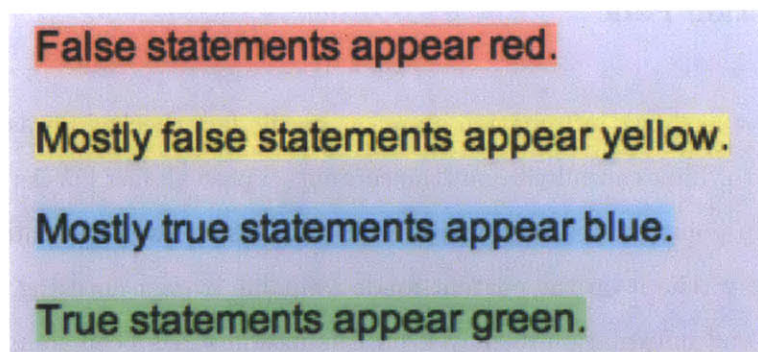 False statements appear red.
Mostly false statements appear yellow.
Mostly true statements appear blue.
True statements appear green.